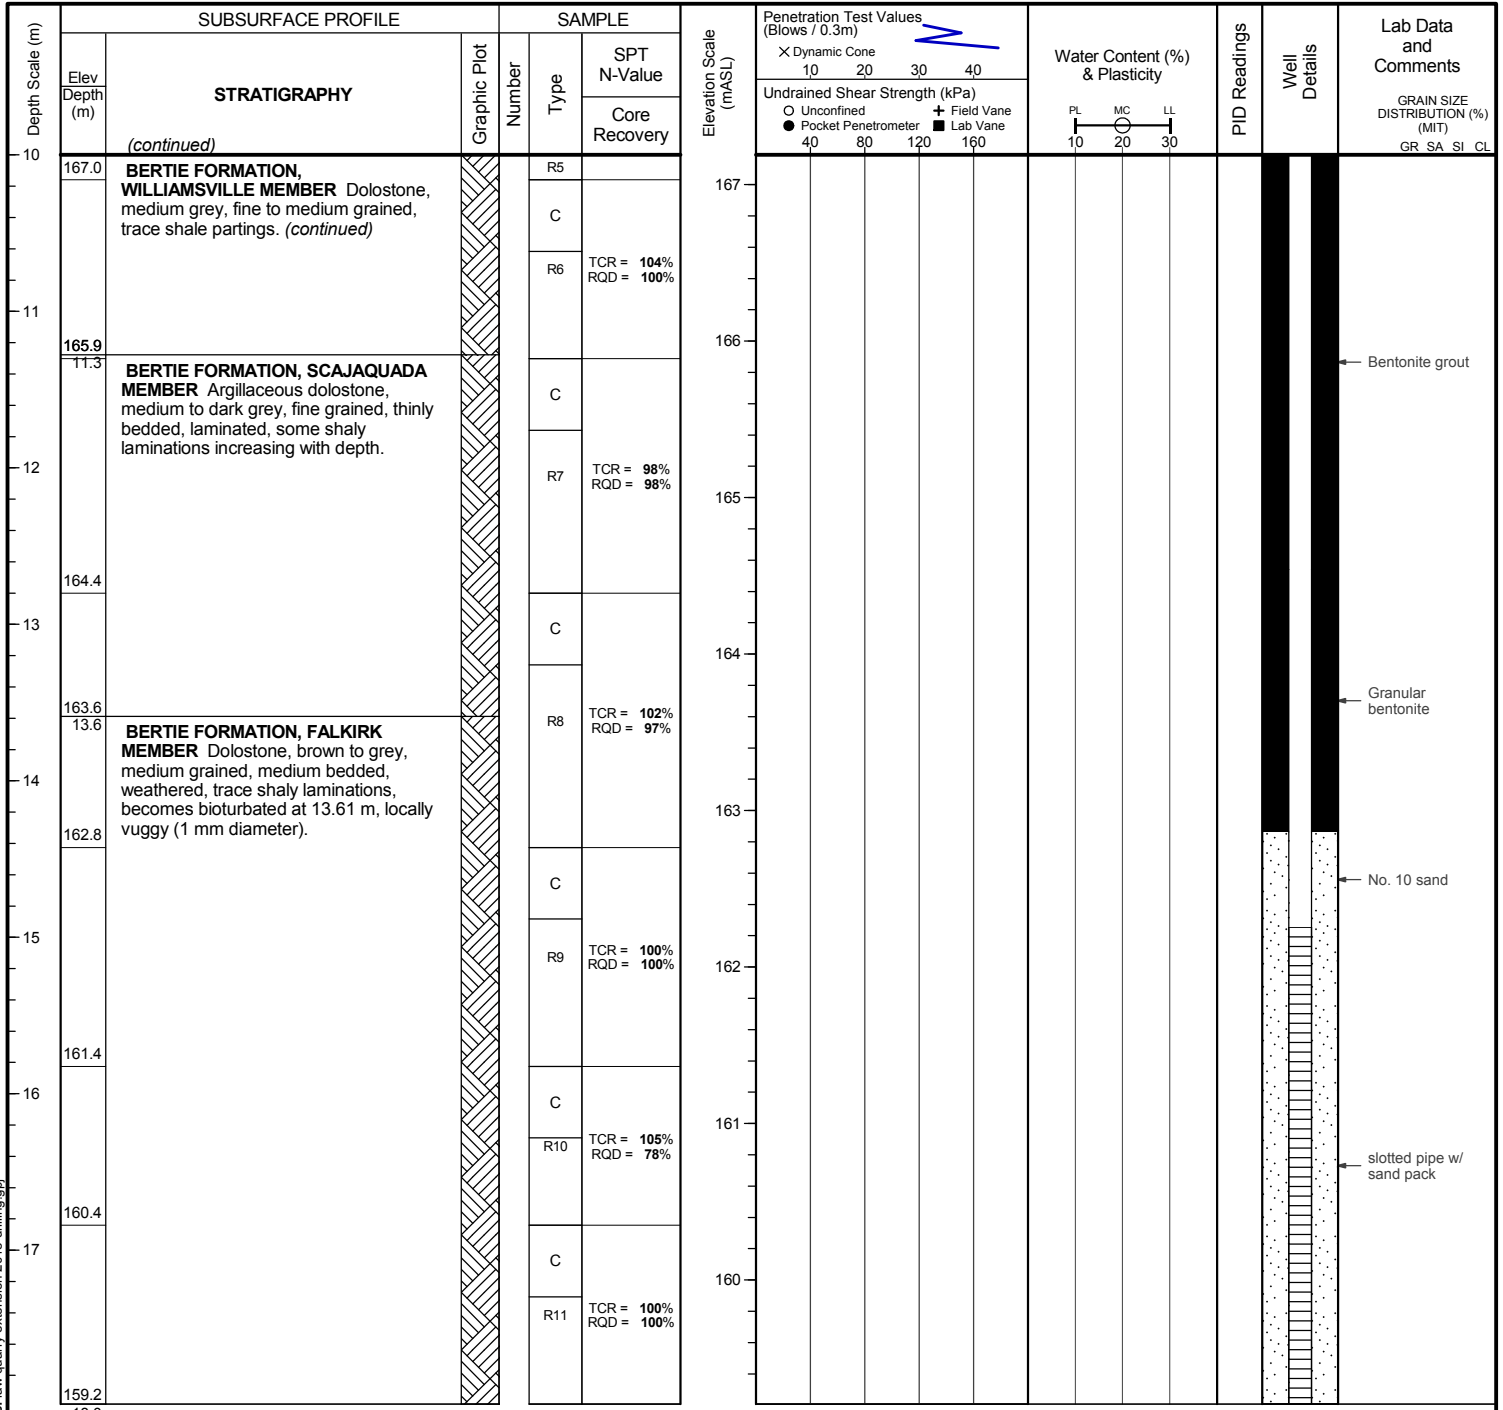 SUBSURFACE PROFILE
SAMPLE
Depth Scale (m)
Elev
Depth
(m)
STRATIGRAPHY
(continued)
Graphic Plot
Number
Type
SPT
N-Value
Core
Recovery
Elevation Scale
(mASL)
Penetration Test Values
(Blows / 0.3m)
Dynamic Cone
10 20 30 40
Undrained Shear Strength (kPa)
Unconfined
Field Vane
Pocket Penetrometer
Lab Vane
40 80 120 160
Water Content (%)
& Plasticity
PL MC LL
10 20 30
PID Readings
Well
Details
Lab Data
and
Comments
GRAIN SIZE
DISTRIBUTION (%)
(MIT)
GR SA SI CL
10
11
12
13
14
15
16
17
167.0
BERTIE FORMATION,
WILLIAMSVILLE MEMBER Dolostone,
medium grey, fine to medium grained,
trace shale partings. (continued)
165.9
11.3
BERTIE FORMATION, SCAJAQUADA
MEMBER Argillaceous dolostone,
medium to dark grey, fine grained, thinly
bedded, laminated, some shaly
laminations increasing with depth.
164.4
163.6
13.6
BERTIE FORMATION, FALKIRK
MEMBER Dolostone, brown to grey,
medium grained, medium bedded,
weathered, trace shaly laminations,
becomes bioturbated at 13.61 m, locally
vuggy (1 mm diameter).
162.8
161.4
160.4
159.2
R5
C
R6
TCR = 104%
RQD = 100%
C
R7
TCR = 98%
RQD = 98%
C
R8
TCR = 102%
RQD = 97%
C
R9
TCR = 100%
RQD = 100%
C
R10
TCR = 105%
RQD = 78%
C
R11
TCR = 100%
RQD = 100%
167
166
165
164
163
162
161
160
Bentonite grout
Granular
bentonite
No. 10 sand
slotted pipe w/
sand pack